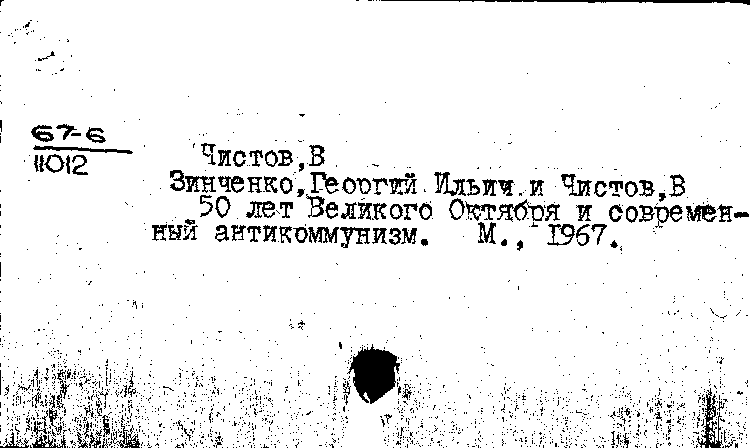 67-6
11012
Чистов,В
Зинченко,Георгий Ильич и Чистов,В
50 лет Великого Октября и современ-
ный антикоммунизм. М., 1967.